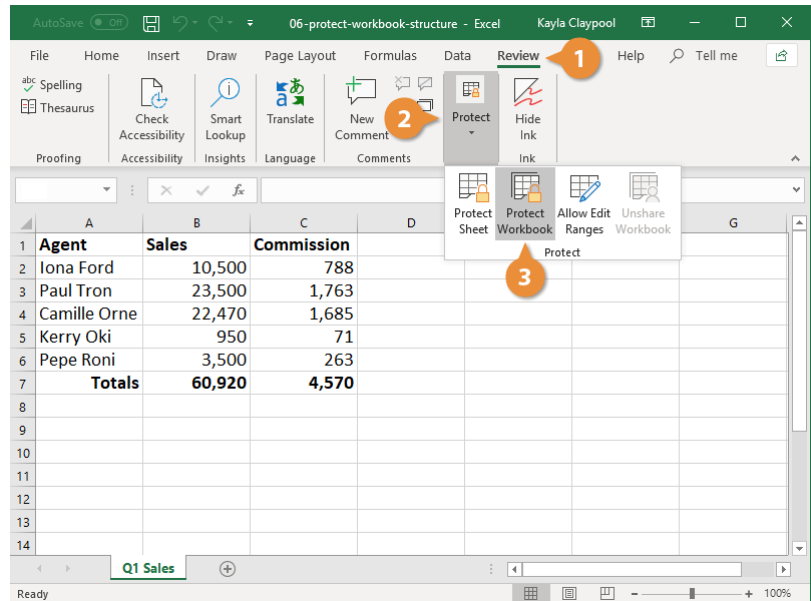 AutoSave Off 06-protect-workbook-structure - Excel Kayla Claypool
File Home Insert Draw Page Layout Formulas Data Review 1 Help Tell me
abc Spelling
Thesaurus
Check Accessibility
Smart Lookup
Translate
New Comment
2
Protect
Hide Ink
Proofing Accessibility Insights Language Comments Ink
fx
Protect Sheet
Protect Workbook
Allow Edit Ranges
Unshare Workbook
Protect
3
A B C D G
1 Agent Sales Commission
2 Iona Ford 10,500 788
3 Paul Tron 23,500 1,763
4 Camille Orne 22,470 1,685
5 Kerry Oki 950 71
6 Pepe Roni 3,500 263
7 Totals 60,920 4,570
8
9
10
11
12
13
14
Q1 Sales
Ready 100%